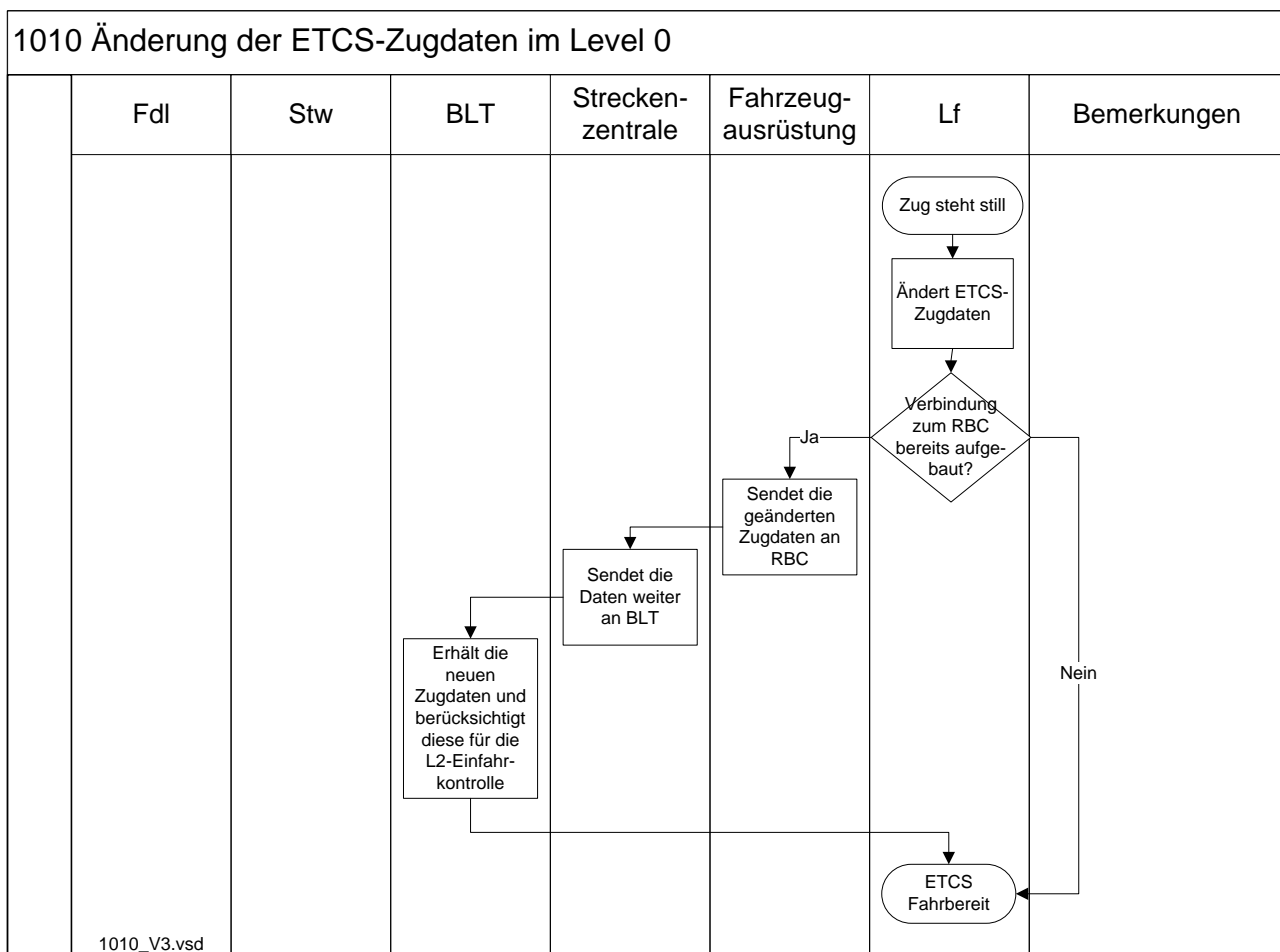 1010 Änderung der ETCS-Zugdaten im Level 0
Fdl
Stw
BLT
Strecken-
zentrale
Fahrzeug-
ausrüstung
Lf
Bemerkungen
Zug steht still
Ändert ETCS-
Zugdaten
Verbindung
zum RBC
bereits aufge-
baut?
Ja
Nein
Sendet die
geänderten
Zugdaten an
RBC
Sendet die
Daten weiter
an BLT
Erhält die
neuen
Zugdaten und
berücksichtigt
diese für die
L2-Einfahr-
kontrolle
ETCS
Fahrbereit
1010_V3.vsd